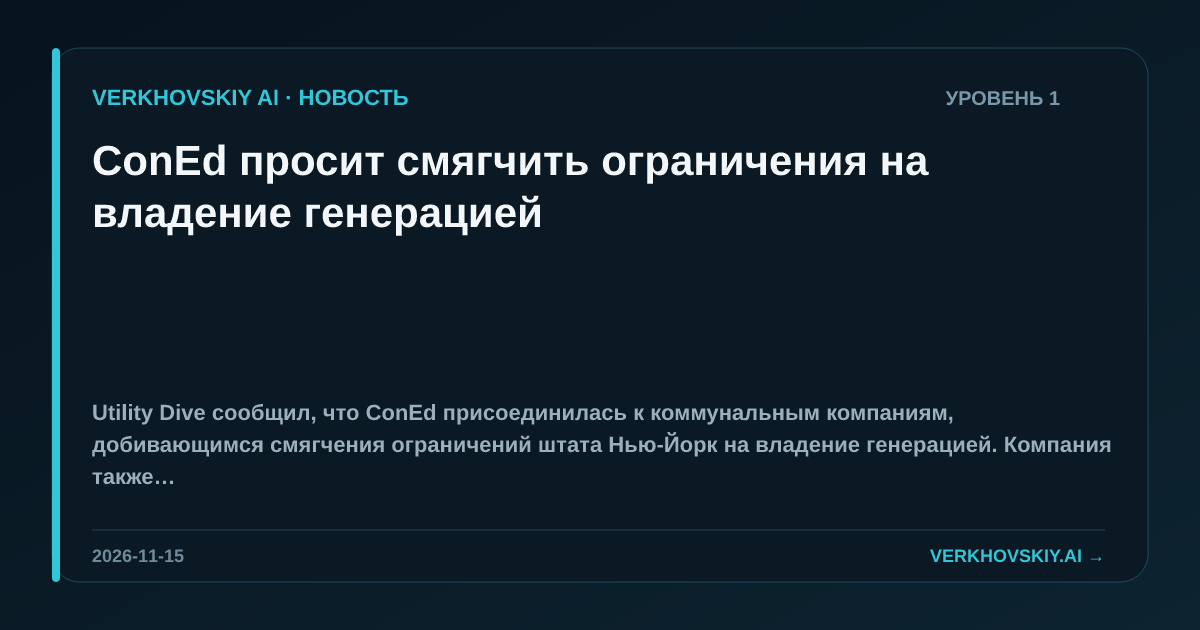 VERKHOVSKIY AI · НОВОСТЬ
УРОВЕНЬ 1
ConEd просит смягчить ограничения на
владение генерацией
Utility Dive сообщил, что ConEd присоединилась к коммунальным компаниям,
добивающимся смягчения ограничений штата Нью-Йорк на владение генерацией. Компания
также…
2026-11-15
VERKHOVSKIY.AI →